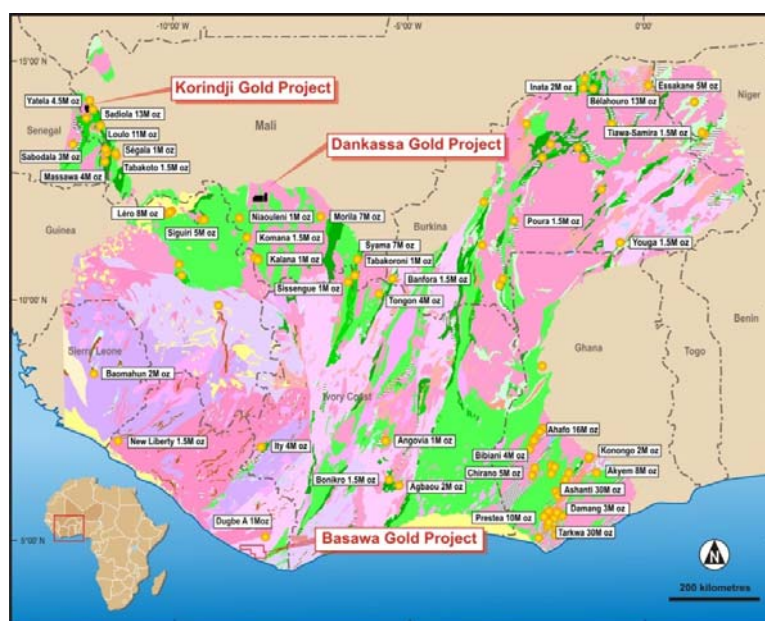 -10°00'W
-5°00'W
0°00'
15°00'
Korindji Gold Project
Yatela 4.5M oz
Sadiola 13M oz
Senegal
Loulo 11M oz
Ségala 1M oz
Sabodala 3M oz
Tabakoto 1.5M oz
Massawa 4M oz
Mali
Dankassa Gold Project
Inata 2M oz
Essakane 5M oz
Bélahouro 13M oz
Niger
Tiawa-Samira 1.5M oz
Léro 8M oz
Niaouleni 1M oz
Morila 7M oz
Burkina
Poura 1.5M oz
Guinea
Siguiri 5M oz
Komana 1.5M oz
Syama 7M oz
Youga 1.5M oz
Kalana 1M oz
Tabakoroni 1M oz
Sissengue 1M oz
Banfora 1.5M oz
10°00'N
Tongon 4M oz
Benin
Ghana
Togo
Sierra Leone
Baomahun 2M oz
Ivory Coast
New Liberty 1.5M oz
Ity 4M oz
Angovia 1M oz
Ahafo 16M oz
Bibiani 4M oz
Konongo 2M oz
Chirano 5M oz
Akyem 8M oz
Bonikro 1.5M oz
Agbaou 2M oz
Ashanti 30M oz
Damang 3M oz
Prestea 10M oz
Tarkwa 30M oz
Dugbe A 1Moz
Basawa Gold Project
5°00'N
N
200 kilometres